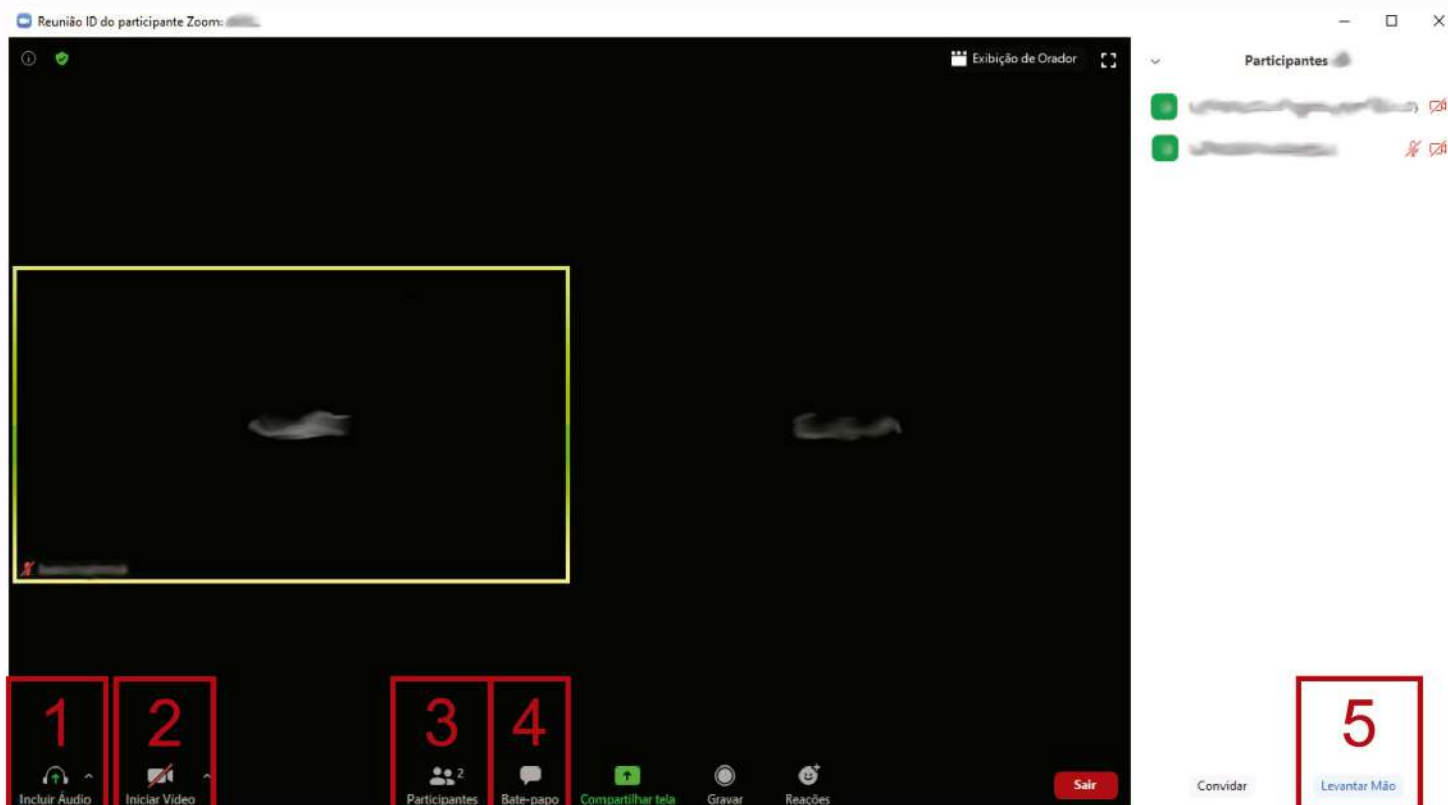 Reunião ID do participante Zoom:
Exibição de Orador
Participantes
1
2
3
4
5
2
Incluir Áudio
Iniciar Vídeo
Participantes
Bate-papo
Compartilhar tela
Gravar
Reações
Sair
Convidar
Levantar Mão